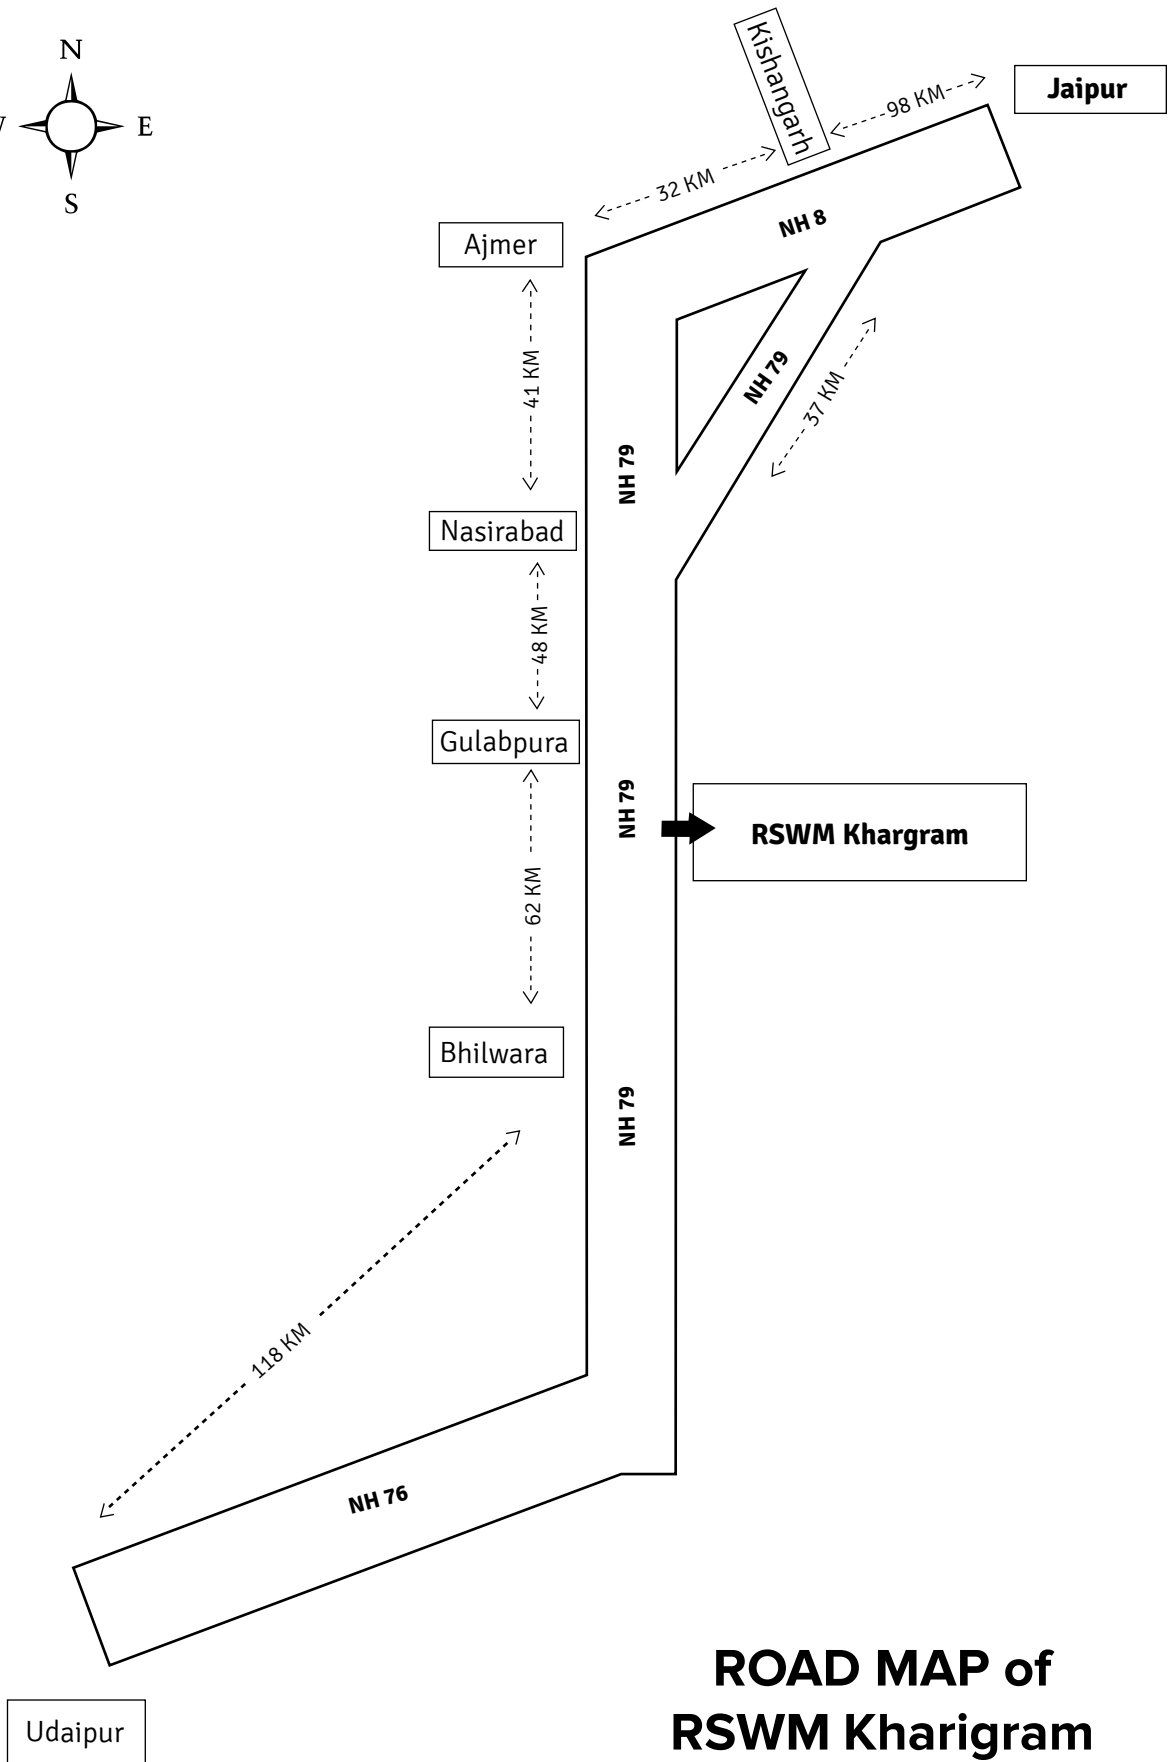 N
E
S
Kishangarh
98 KM
Jaipur
32 KM
NH 8
Ajmer
41 KM
NH 79
37 KM
NH 79
Nasirabad
48 KM
Gulabpura
NH 79
RSWM Khargram
62 KM
Bhilwara
NH 79
118 KM
NH 76
ROAD MAP of
RSWM Kharigram
Udaipur